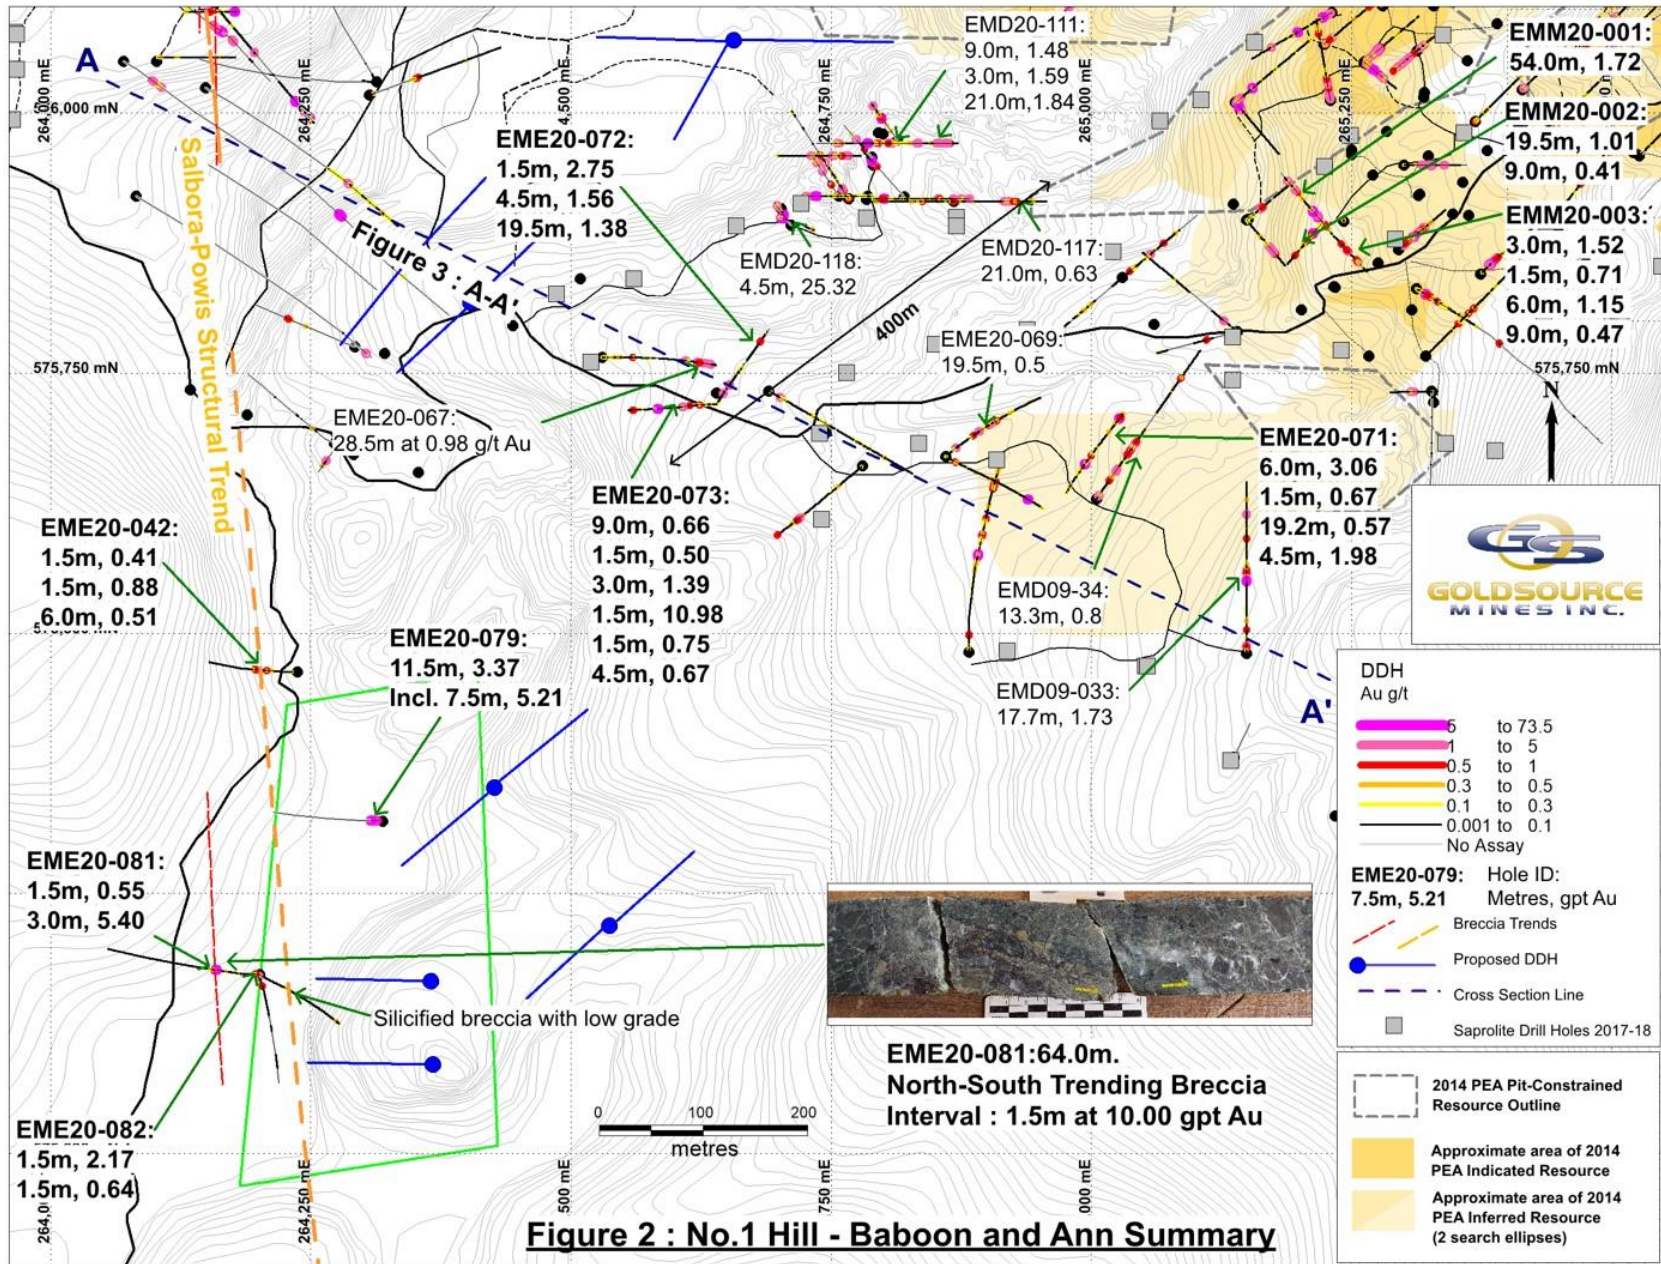 A
264,000 mE
576,000 mN
264,250 mE
4,500 mE
264,750 mE
265,000 mE
265,250 mE
EMD20-111:
9.0m, 1.48
3.0m, 1.59
21.0m,1.84
EMM20-001:
54.0m, 1.72
EMM20-002:
19.5m, 1.01
9.0m, 0.41
EMM20-003:
3.0m, 1.52
1.5m, 0.71
6.0m, 1.15
9.0m, 0.47
EME20-072:
1.5m, 2.75
4.5m, 1.56
19.5m, 1.38
Salbora-Powis Structural Trend
Figure 3 : A-A'
EMD20-118:
4.5m, 25.32
EMD20-117:
21.0m, 0.63
400m
EME20-069:
19.5m, 0.5
575,750 mN
575,750 mN
N
EME20-067:
28.5m at 0.98 g/t Au
EME20-071:
6.0m, 3.06
1.5m, 0.67
19.2m, 0.57
4.5m, 1.98
EME20-073:
9.0m, 0.66
1.5m, 0.50
3.0m, 1.39
1.5m, 10.98
1.5m, 0.75
4.5m, 0.67
EME20-042:
1.5m, 0.41
1.5m, 0.88
6.0m, 0.51
EMD09-34:
13.3m, 0.8
EME20-079:
11.5m, 3.37
Incl. 7.5m, 5.21
EMD09-033:
17.7m, 1.73
A'
GS
GOLDSOURCE
MINES INC.
DDH
Au g/t
5 to 73.5
1 to 5
0.5 to 1
0.3 to 0.5
0.1 to 0.3
0.001 to 0.1
No Assay
EME20-079: Hole ID:
7.5m, 5.21 Metres, gpt Au
Breccia Trends
Proposed DDH
Cross Section Line
Saprolite Drill Holes 2017-18
2014 PEA Pit-Constrained
Resource Outline
Approximate area of 2014
PEA Indicated Resource
Approximate area of 2014
PEA Inferred Resource
(2 search ellipses)
EME20-081:
1.5m, 0.55
3.0m, 5.40
Silicified breccia with low grade
EME20-081:64.0m.
North-South Trending Breccia
Interval : 1.5m at 10.00 gpt Au
0 100 200
metres
EME20-082:
1.5m, 2.17
1.5m, 0.64
264,0
264,250 mE
500 mE
750 mE
000 mE
Figure 2 : No.1 Hill - Baboon and Ann Summary